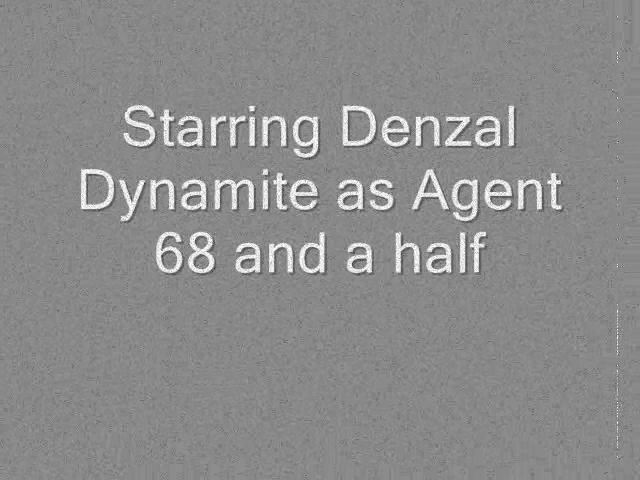 Starring Denzal
Dynamite as Agent
68 and a half